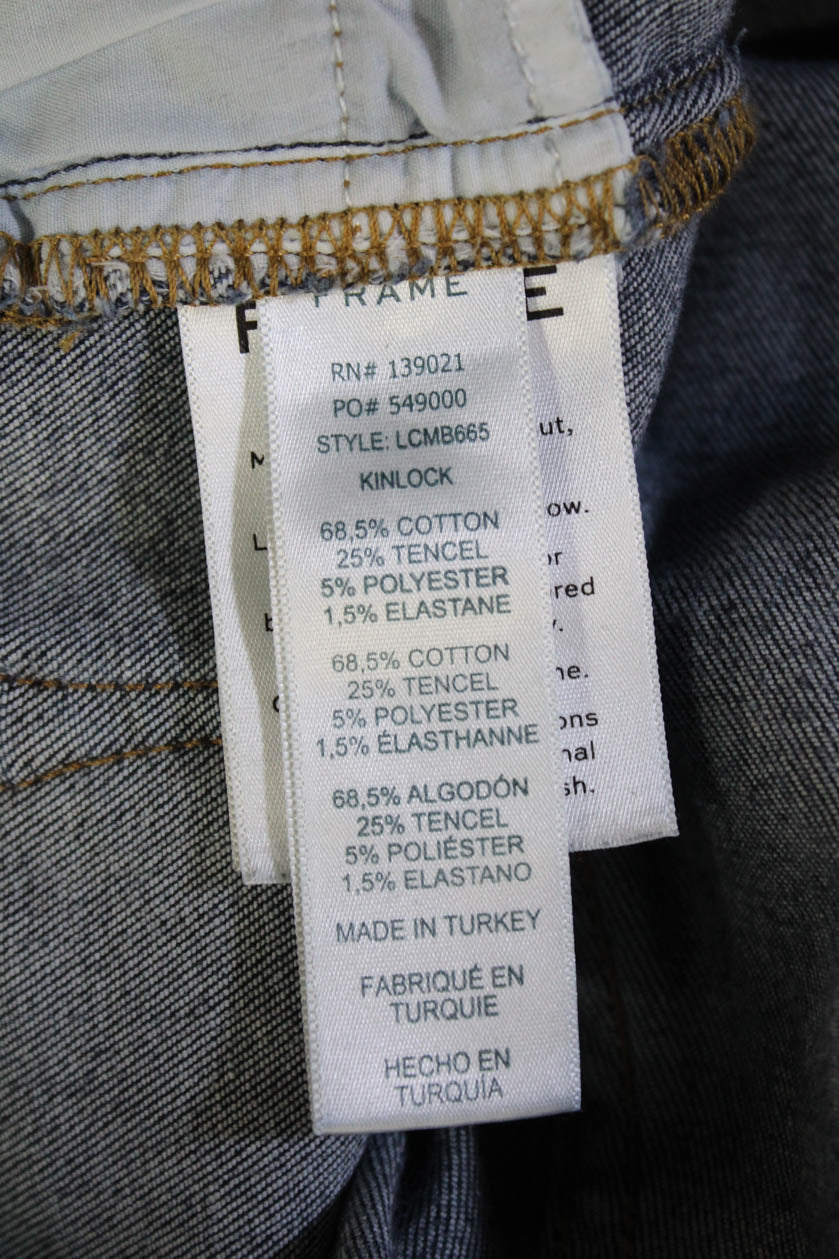 FRAME
RN# 139021
PO# 549000
STYLE: LCMB665
KINLOCK
68,5% COTTON
25% TENCEL
5% POLYESTER
1,5% ELASTANE
68,5% COTTON
25% TENCEL
5% POLYESTER
1,5% ÉLASTHANNE
68,5% ALGODÓN
25% TENCEL
5% POLIÉSTER
1,5% ELASTANO
MADE IN TURKEY
FABRIQUÉ EN
TURQUIE
HECHO EN
TURQUÍA